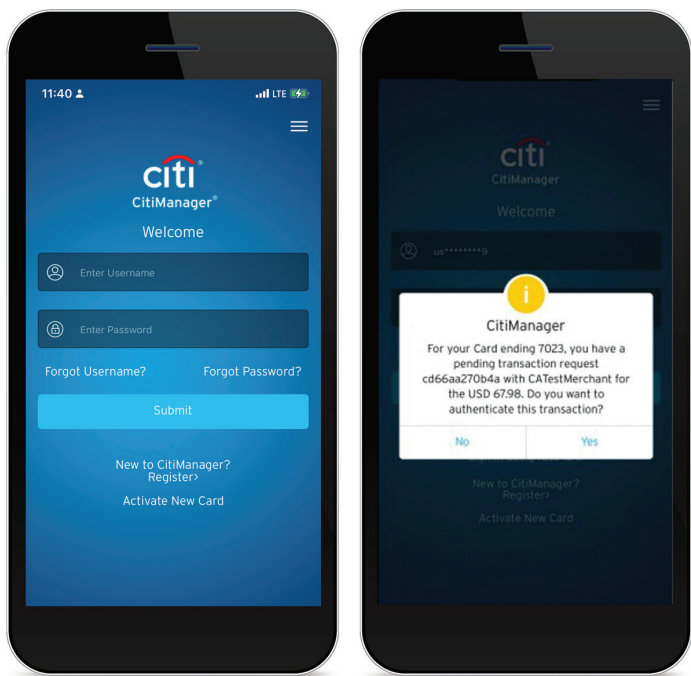 11:40
LTE
citi®
CitiManager®
Welcome
Enter Username
Enter Password
Forgot Username? Forgot Password?
Submit
New to CitiManager?
Register>
Activate New Card
citi
CitiManager
Welcome
us********9
i
CitiManager
For your Card ending 7023, you have a
pending transaction request
cd66aa270b4a with CATestMerchant for
the USD 67.98. Do you want to
authenticate this transaction?
No Yes
New to CitiManager?
Register>
Activate New Card